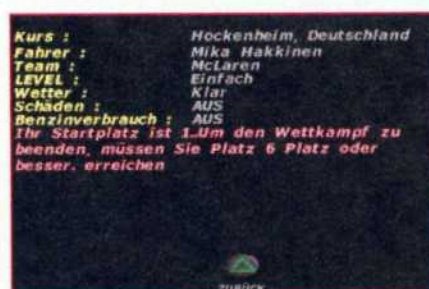 Kurs : Hockenheim, Deutschland
Fahrer : Mika Hakkinen
Team : McLaren
LEVEL : Einfach
Wetter : Klar
Schäden : AUS
Benzinverbrauch : AUS
Ihr Startplatz ist 1..Um den Wettkampf zu
beenden, müssen Sie Platz 6 Platz oder
besser. erreichen
ZURÜCK